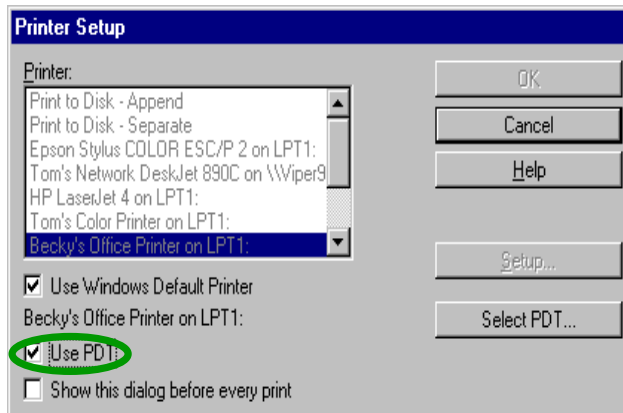 Printer Setup
Printer:
Print to Disk - Append
Print to Disk - Separate
Epson Stylus COLOR ESC/P 2 on LPT1:
Tom's Network DeskJet 890C on \\Viper9
HP LaserJet 4 on LPT1:
Tom's Color Printer on LPT1:
Becky's Office Printer on LPT1:
Use Windows Default Printer
Becky's Office Printer on LPT1:
Use PDT
Show this dialog before every print
OK
Cancel
Help
Setup...
Select PDT...